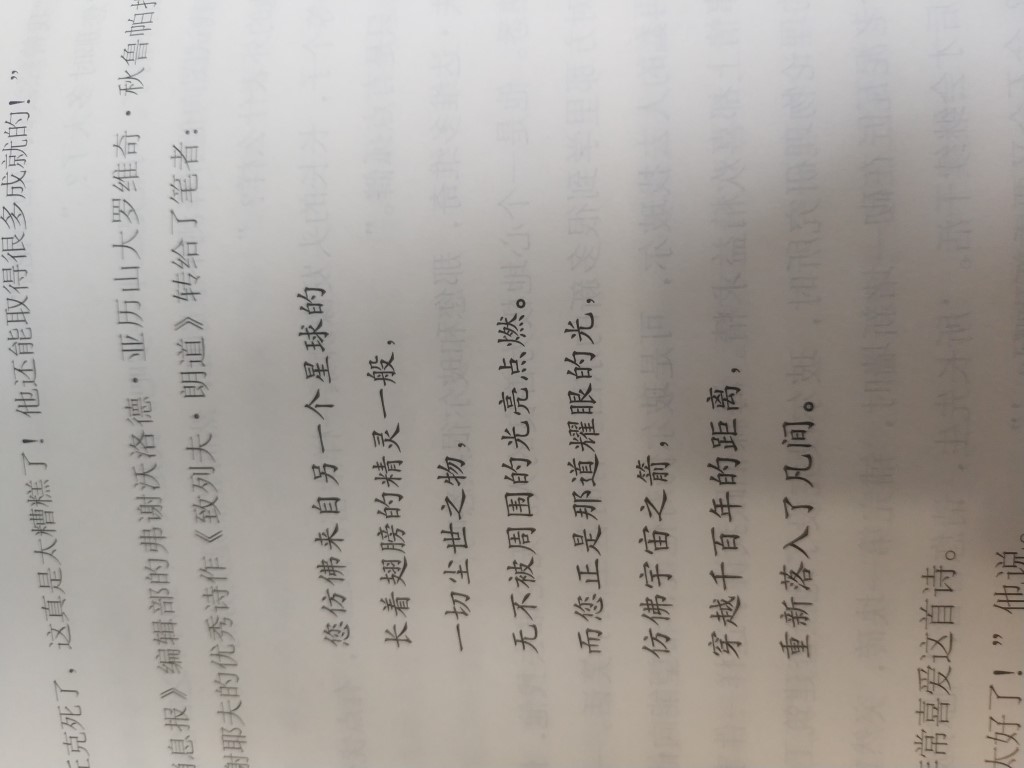 克死了，这真是太糟糕了！他还能取得很多成就的！”
息报》编辑部的弗谢沃洛德·亚历山大罗维奇·秋鲁帕
谢耶夫的优秀诗作《致列夫·朗道》转给了笔者：
您仿佛来自另一个星球的
长着翅膀的精灵一般，
一切尘世之物，
无不被周围的光亮点燃。
而您正是那道耀眼的光，
仿佛宇宙之箭，
穿越千百年的距离，
重新落入了凡间。
常喜爱这首诗。
太好了！”他说。